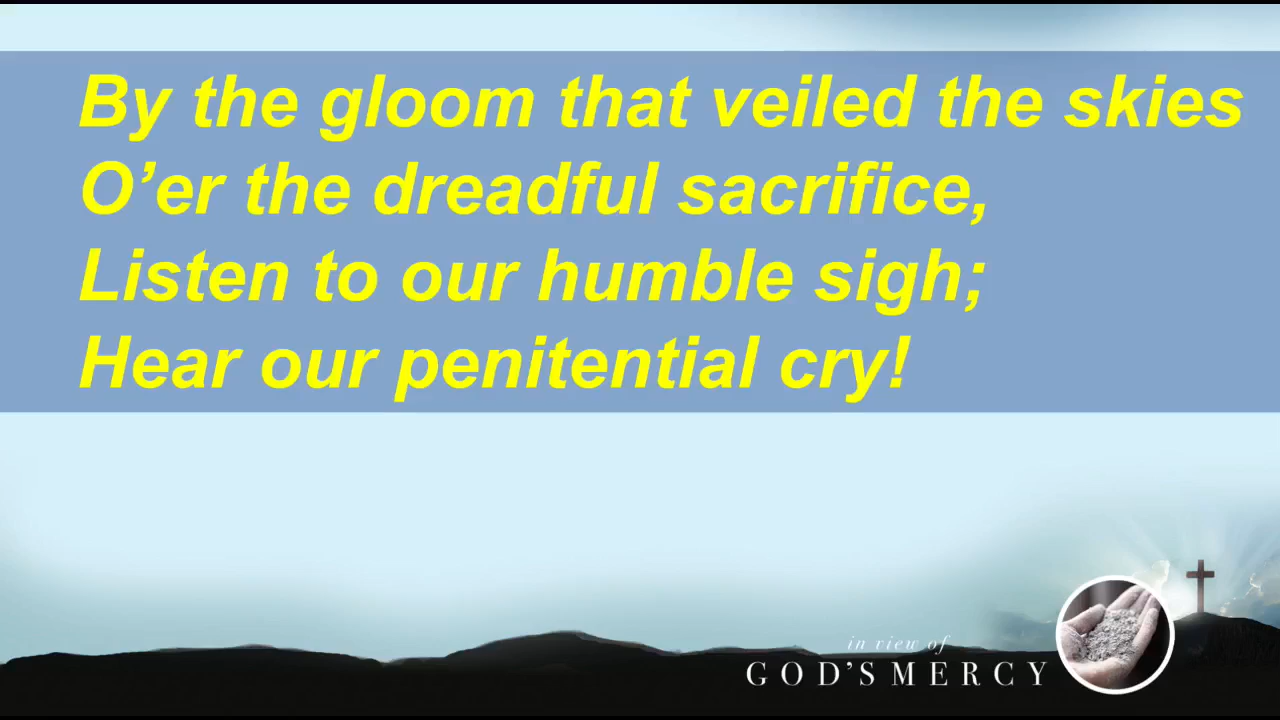 By the gloom that veiled the skies
O’er the dreadful sacrifice,
Listen to our humble sigh;
Hear our penitential cry!
in view of
GOD’S MERCY